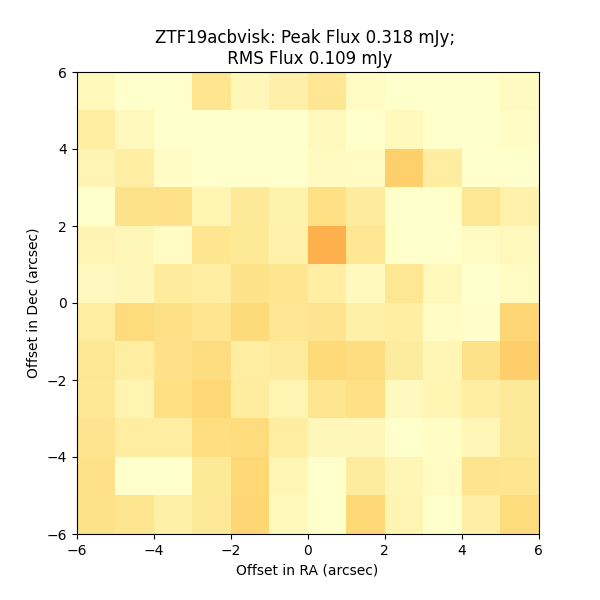 ZTF19acbvisk: Peak Flux 0.318 mJy;
RMS Flux 0.109 mJy
6
4
2
0
−2
−4
−6
Offset in Dec (arcsec)
−6 −4 −2 0 2 4 6
Offset in RA (arcsec)